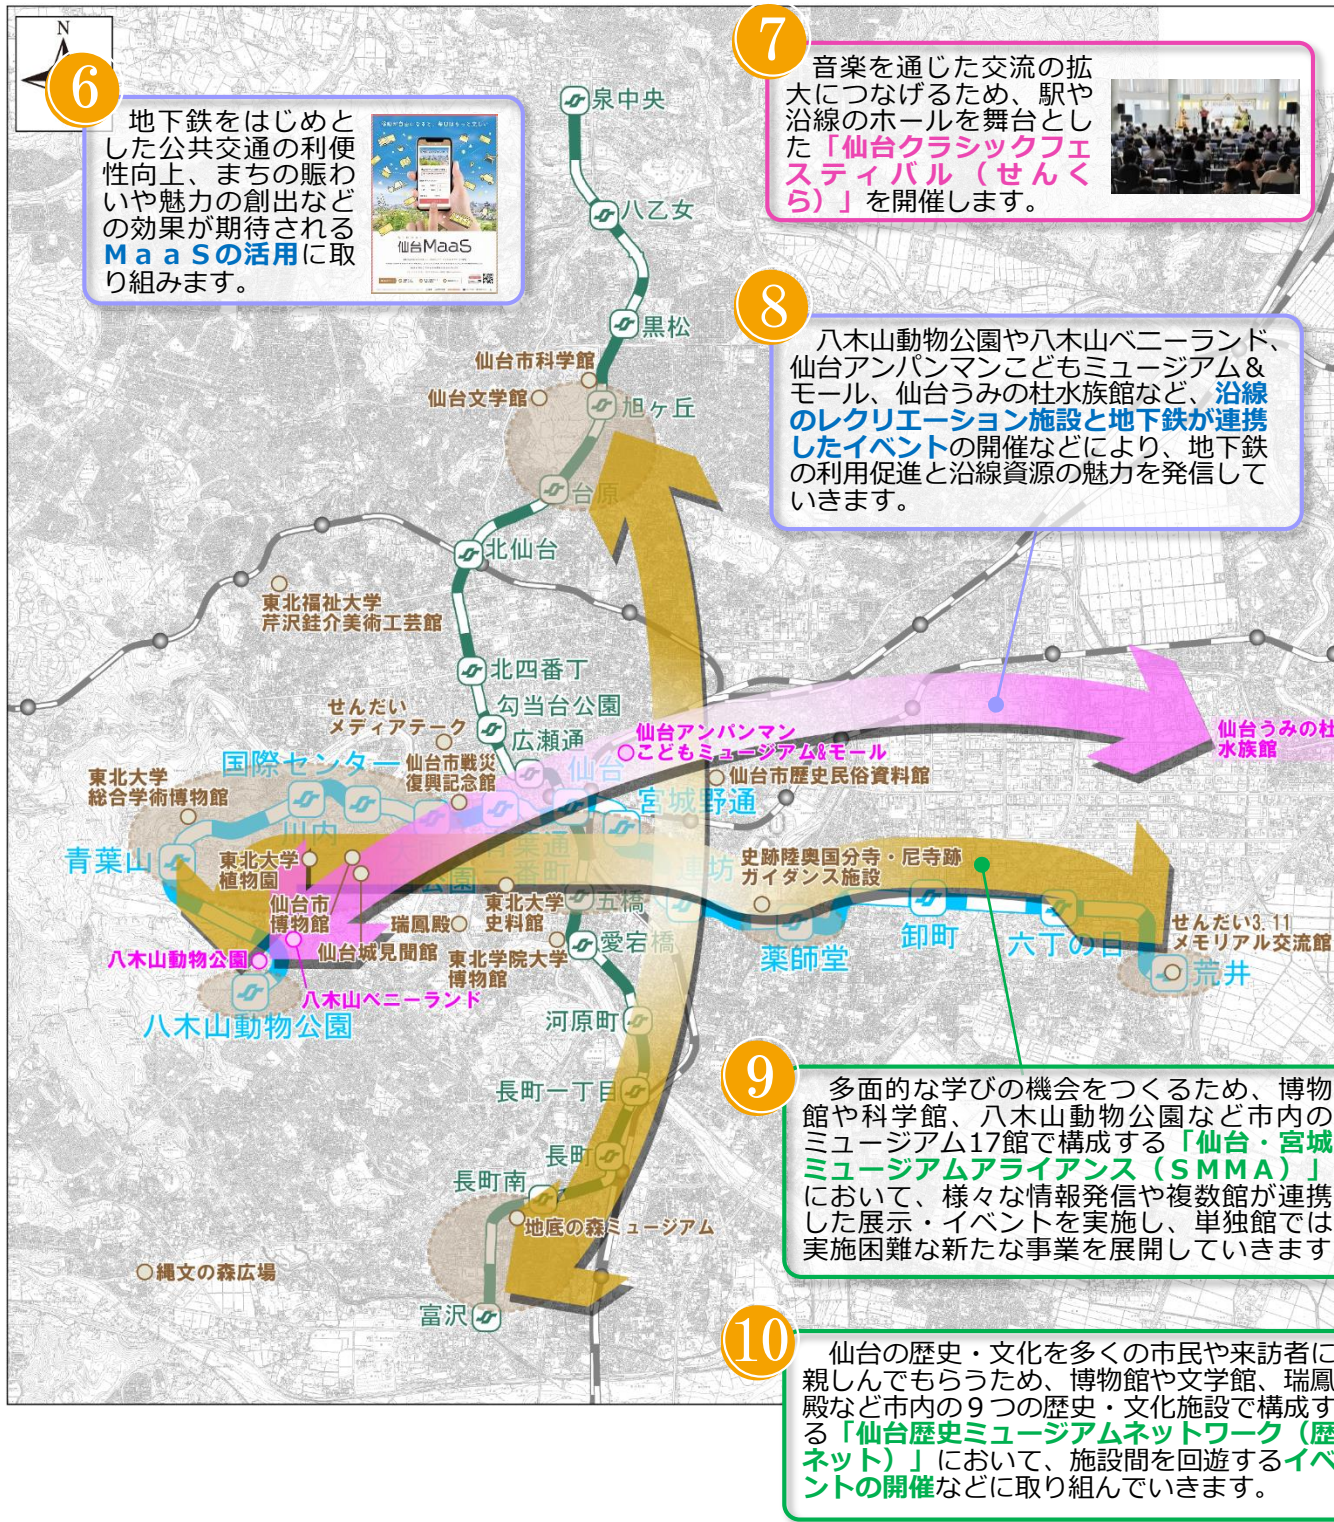 N
6
地下鉄をはじめと
した公共交通の利便
性向上、まちの賑わ
いや魅力の創出など
の効果が期待される
MaaSの活用に取
り組みます。
仙台MaaS
7
音楽を通じた交流の拡
大につなげるため、駅や
沿線のホールを舞台とし
た「仙台クラシックフェ
スティバル(せんく
ら)」を開催します。
8
八木山動物公園や八木山ベニーランド、
仙台アンパンマンこどもミュージアム&
モール、仙台うみの杜水族館など、沿線
のレクリエーション施設と地下鉄が連携
したイベントの開催などにより、地下鉄
の利用促進と沿線資源の魅力を発信して
いきます。
泉中央
八乙女
黒松
仙台市科学館
仙台文学館
旭ヶ丘
台原
北仙台
東北福祉大学
芹沢銈介美術工芸館
北四番丁
勾当台公園
せんだい
メディアテーク
広瀬通
仙台アンパンマン
こどもミュージアム&モール
仙台うみの杜
水族館
国際センター
仙台市戦災
復興記念館
仙台
仙台市歴史民俗資料館
東北大学
総合学術博物館
宮城野通
川内
青葉山
東北大学
植物園
公園
一番町
史跡陸奥国分寺・尼寺跡
ガイダンス施設
仙台市
博物館
瑞鳳殿
東北大学
史料館
五橋
せんだい3.11
メモリアル交流館
卸町
六丁の目
薬師堂
荒井
仙台城見聞館
東北学院大学
博物館
愛宕橋
八木山動物公園
八木山ベニーランド
八木山動物公園
河原町
長町一丁目
長町
長町南
地底の森ミュージアム
縄文の森広場
富沢
9
多面的な学びの機会をつくるため、博物
館や科学館、八木山動物公園など市内の
ミュージアム17館で構成する「仙台・宮城
ミュージアムアライアンス(SMMA)」
において、様々な情報発信や複数館が連携
した展示・イベントを実施し、単独館では
実施困難な新たな事業を展開していきます
10
仙台の歴史・文化を多くの市民や来訪者に
親しんでもらうため、博物館や文学館、瑞鳳
殿など市内の9つの歴史・文化施設で構成す
る「仙台歴史ミュージアムネットワーク(歴
ネット)」において、施設間を回遊するイベ
ントの開催などに取り組んでいきます。